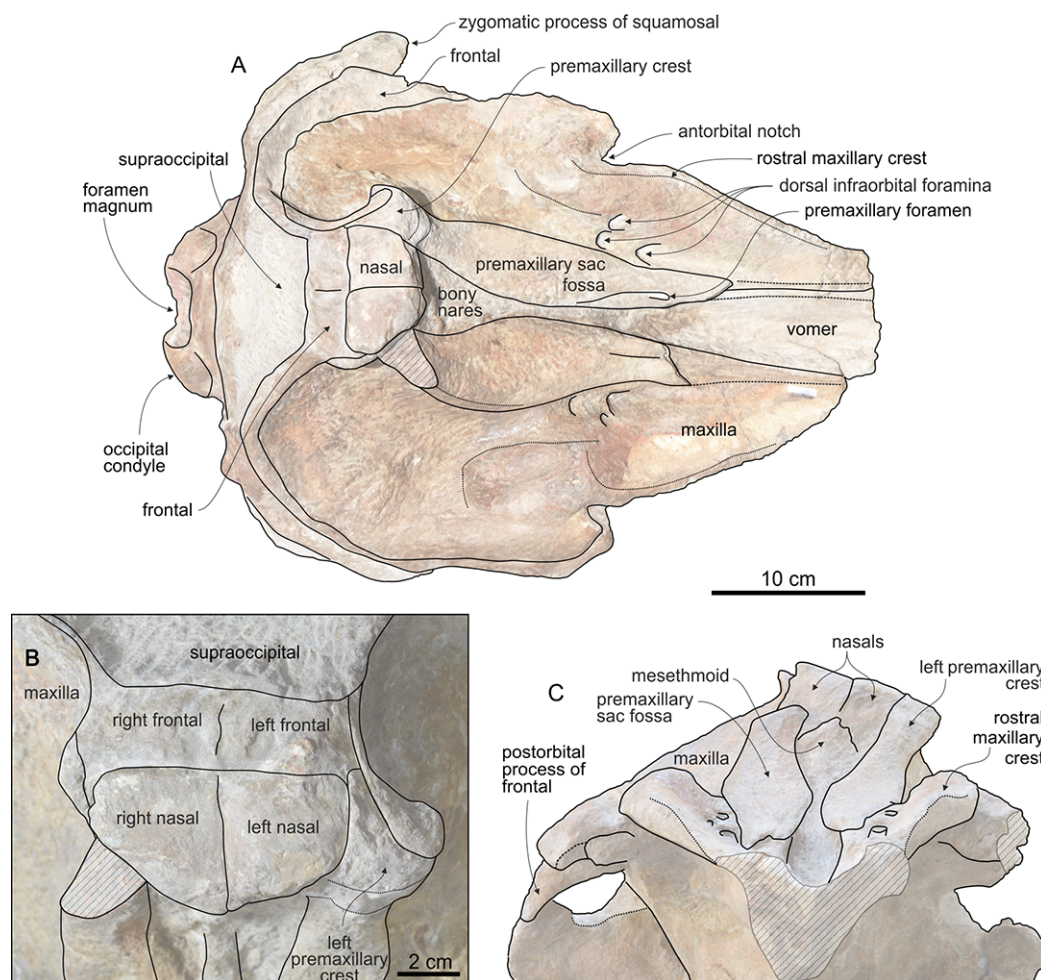 A
zygomatic process of squamosal
frontal
premaxillary crest
antorbital notch
rostral maxillary crest
dorsal infraorbital foramina
premaxillary foramen
supraoccipital
foramen
magnum
nasal
premaxillary sac
fossa
bony
nares
vomer
maxilla
occipital
condyle
frontal
10 cm
B
supraoccipital
maxilla
right frontal
left frontal
right nasal
left nasal
left
premaxillary
crest
2 cm
C
nasals
mesethmoid
premaxillary
sac fossa
left premaxillary
crest
rostral
maxillary
crest
maxilla
postorbital
process of
frontal